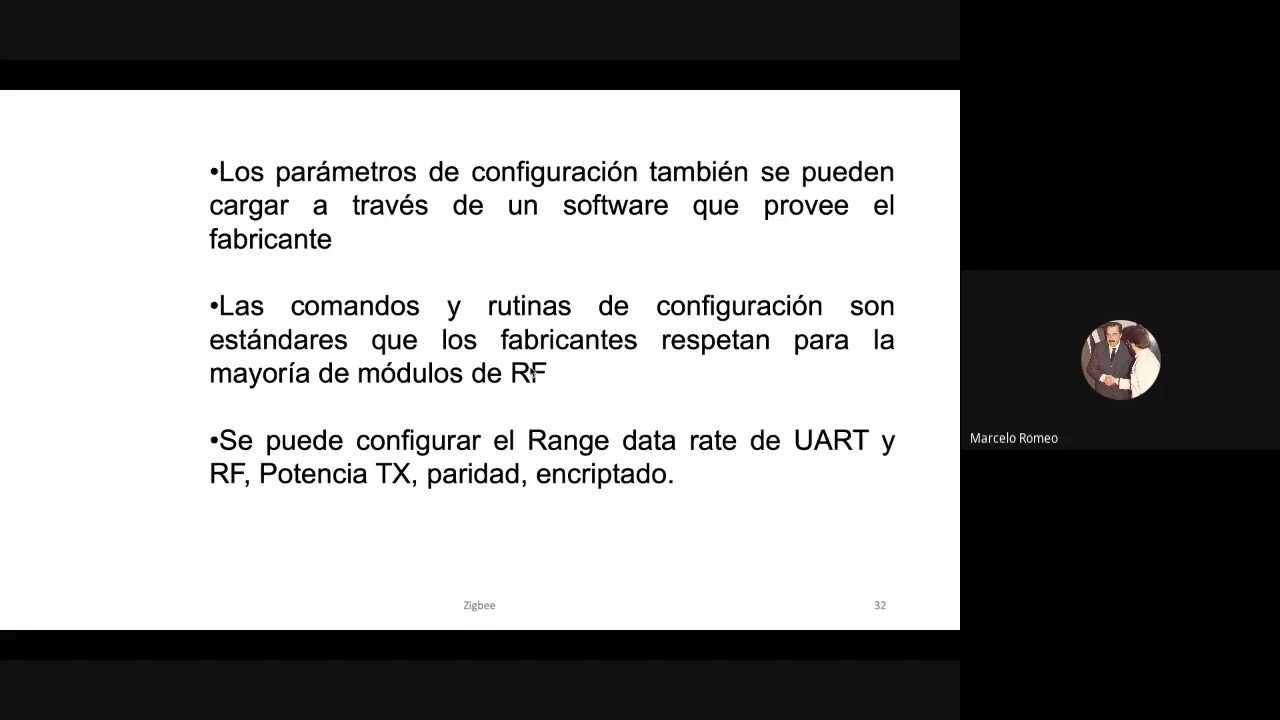 •Los parámetros de configuración también se pueden
cargar a través de un software que provee el
fabricante
•Las comandos y rutinas de configuración son
estándares que los fabricantes respetan para la
mayoría de módulos de RF
•Se puede configurar el Range data rate de UART y
RF, Potencia TX, paridad, encriptado.
Zigbee
32
Marcelo Romeo